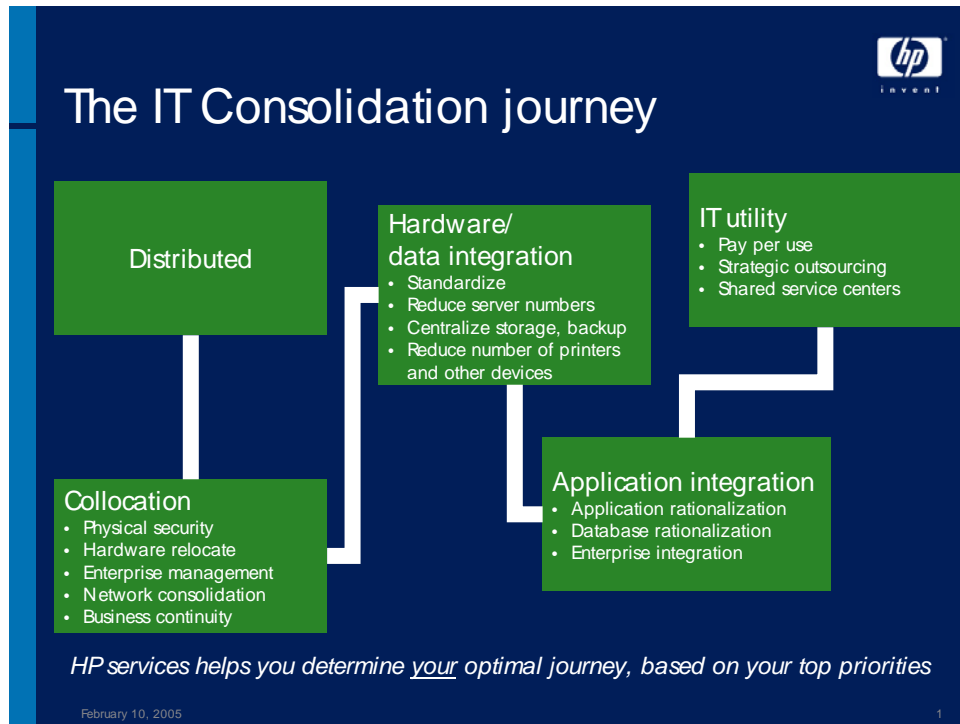 hp
invent
The IT Consolidation journey
Distributed
Collocation
• Physical security
• Hardware relocate
• Enterprise management
• Network consolidation
• Business continuity
Hardware/
data integration
• Standardize
• Reduce server numbers
• Centralize storage, backup
• Reduce number of printers
and other devices
Application integration
• Application rationalization
• Database rationalization
• Enterprise integration
IT utility
• Pay per use
• Strategic outsourcing
• Shared service centers
HP services helps you determine your optimal journey, based on your top priorities
February 10, 2005
1